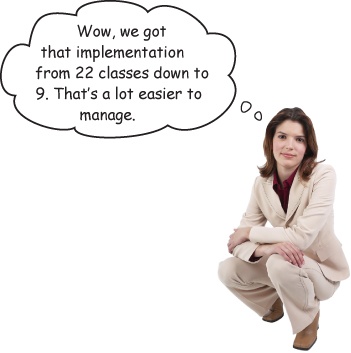 Wow, we got
that implementation
from 22 classes down to
9. That's a lot easier to
manage.